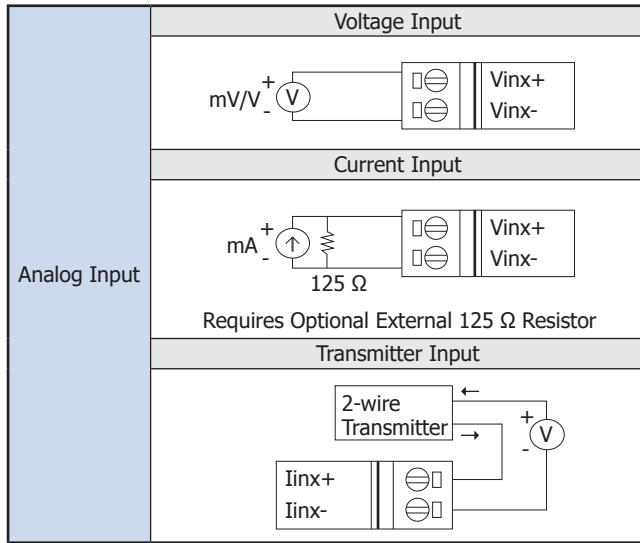 Analog Input
Voltage Input
mV/V
+
-
V
Vinx+
Vinx-
Current Input
mA
+
-
125 Ω
Vinx+
Vinx-
Requires Optional External 125 Ω Resistor
Transmitter Input
2-wire
Transmitter
+
-
V
Iinx+
Iinx-